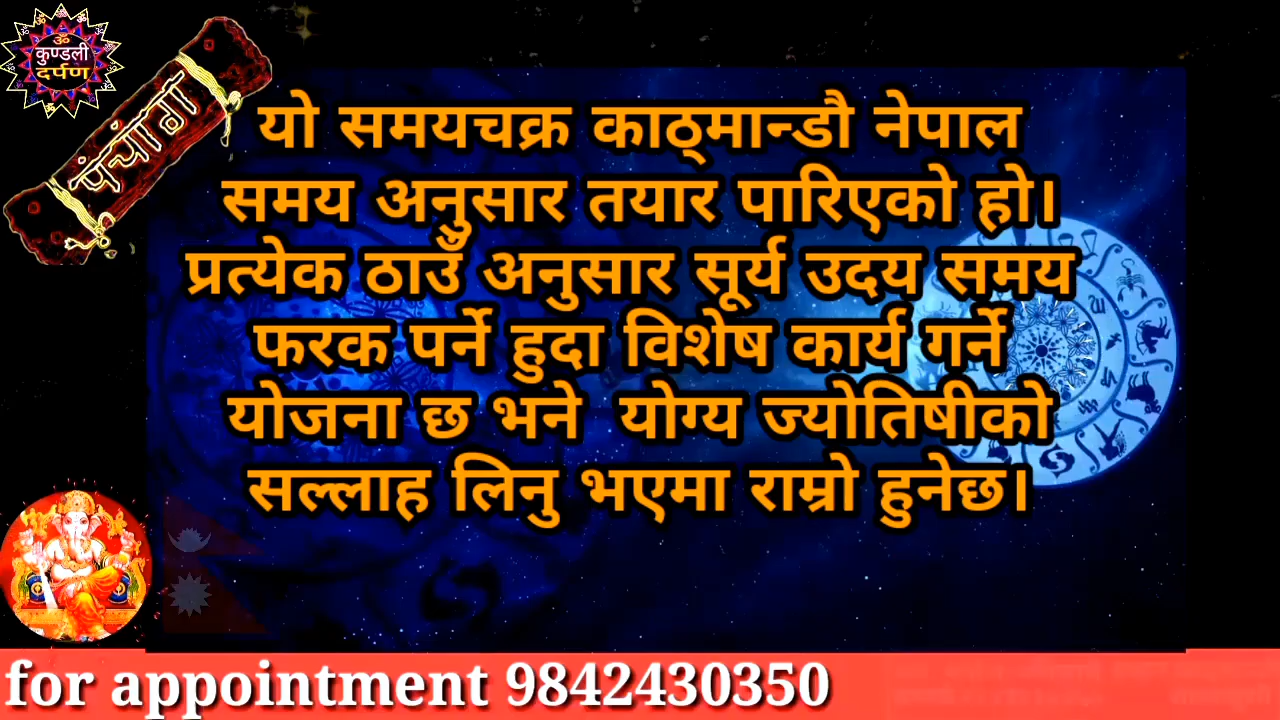 ॐ
कुण्डली
दर्पण
पंचांग
यो समयचक्र काठ्मान्डौ नेपाल
समय अनुसार तयार पारिएको हो।
प्रत्येक ठाउँ अनुसार सूर्य उदय समय
फरक पर्ने हुदा विशेष कार्य गर्ने
योजना छ भने योग्य ज्योतिषीको
सल्लाह लिनु भएमा राम्रो हुनेछ।
for appointment 9842430350